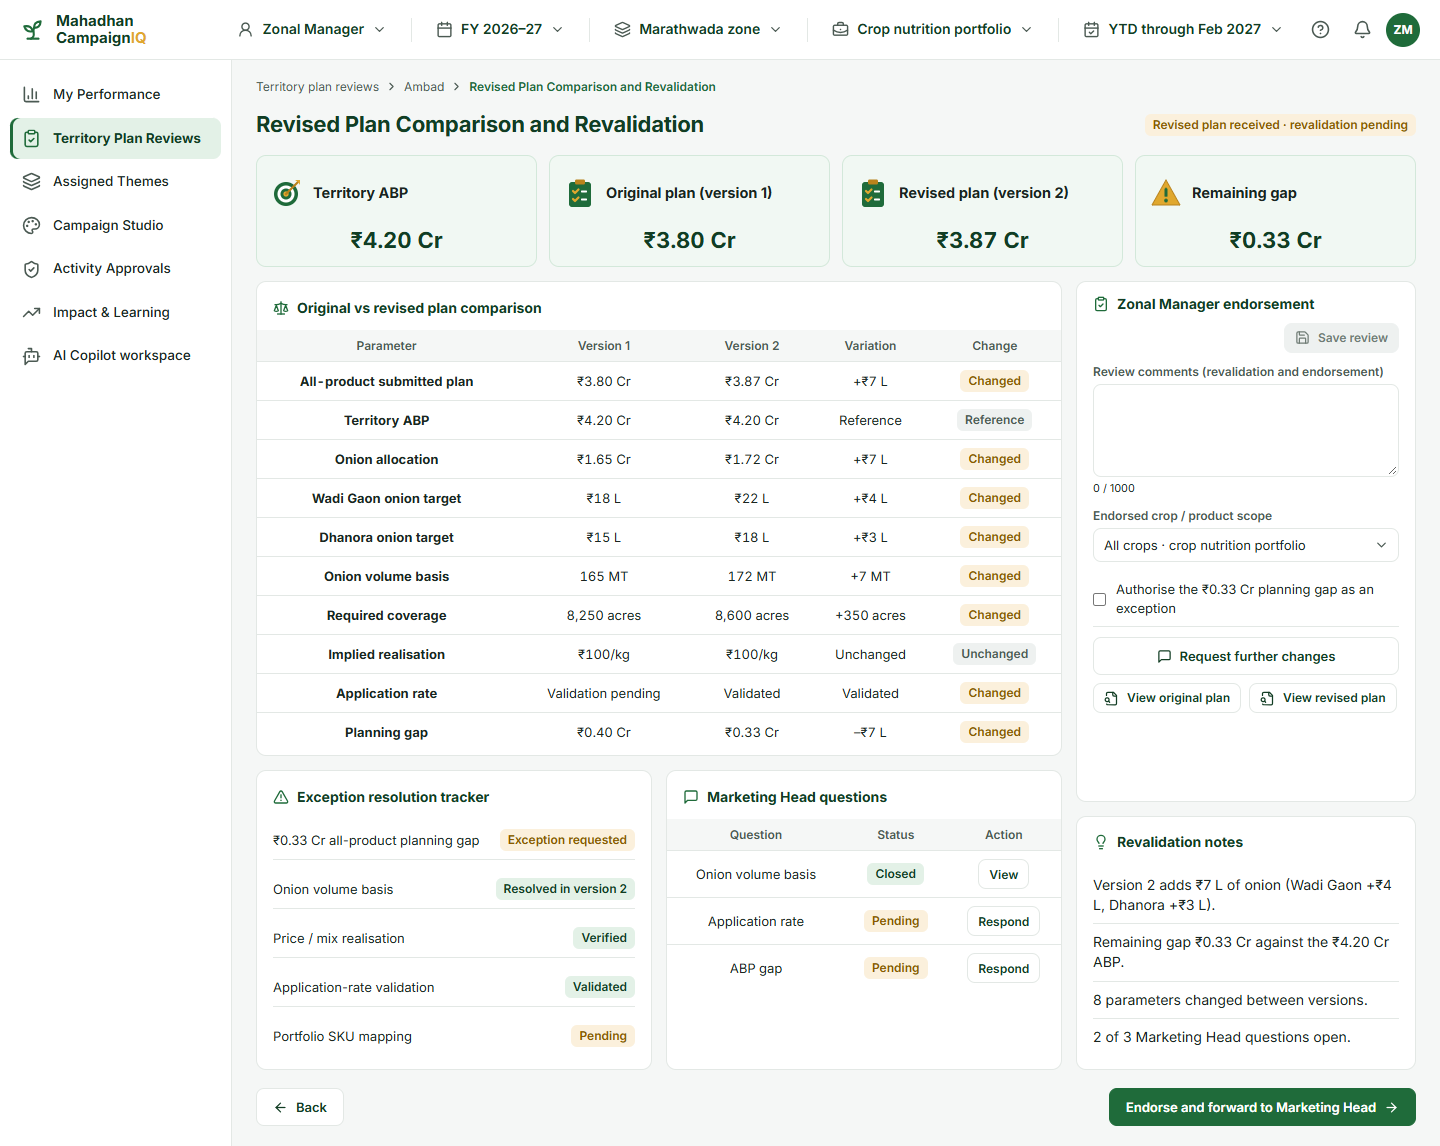 Mahadhan
CampaignIQ
Zonal Manager
FY 2026–27
Marathwada zone
Crop nutrition portfolio
YTD through Feb 2027
ZM
My Performance
Territory Plan Reviews
Assigned Themes
Campaign Studio
Activity Approvals
Impact & Learning
AI Copilot workspace
Territory plan reviews > Ambad > Revised Plan Comparison and Revalidation
Revised Plan Comparison and Revalidation
Revised plan received · revalidation pending
Territory ABP
₹4.20 Cr
Original plan (version 1)
₹3.80 Cr
Revised plan (version 2)
₹3.87 Cr
Remaining gap
₹0.33 Cr
Original vs revised plan comparison
Parameter Version 1 Version 2 Variation Change
All-product submitted plan ₹3.80 Cr ₹3.87 Cr +₹7 L Changed
Territory ABP ₹4.20 Cr ₹4.20 Cr Reference Reference
Onion allocation ₹1.65 Cr ₹1.72 Cr +₹7 L Changed
Wadi Gaon onion target ₹18 L ₹22 L +₹4 L Changed
Dhanora onion target ₹15 L ₹18 L +₹3 L Changed
Onion volume basis 165 MT 172 MT +7 MT Changed
Required coverage 8,250 acres 8,600 acres +350 acres Changed
Implied realisation ₹100/kg ₹100/kg Unchanged Unchanged
Application rate Validation pending Validated Validated Changed
Planning gap ₹0.40 Cr ₹0.33 Cr –₹7 L Changed
Zonal Manager endorsement
Save review
Review comments (revalidation and endorsement)
0 / 1000
Endorsed crop / product scope
All crops · crop nutrition portfolio
Authorise the ₹0.33 Cr planning gap as an
exception
Request further changes
View original plan
View revised plan
Exception resolution tracker
₹0.33 Cr all-product planning gap Exception requested
Onion volume basis Resolved in version 2
Price / mix realisation Verified
Application-rate validation Validated
Portfolio SKU mapping Pending
Marketing Head questions
Question Status Action
Onion volume basis Closed View
Application rate Pending Respond
ABP gap Pending Respond
Revalidation notes
Version 2 adds ₹7 L of onion (Wadi Gaon +₹4
L, Dhanora +₹3 L).
Remaining gap ₹0.33 Cr against the ₹4.20 Cr
ABP.
8 parameters changed between versions.
2 of 3 Marketing Head questions open.
Back
Endorse and forward to Marketing Head